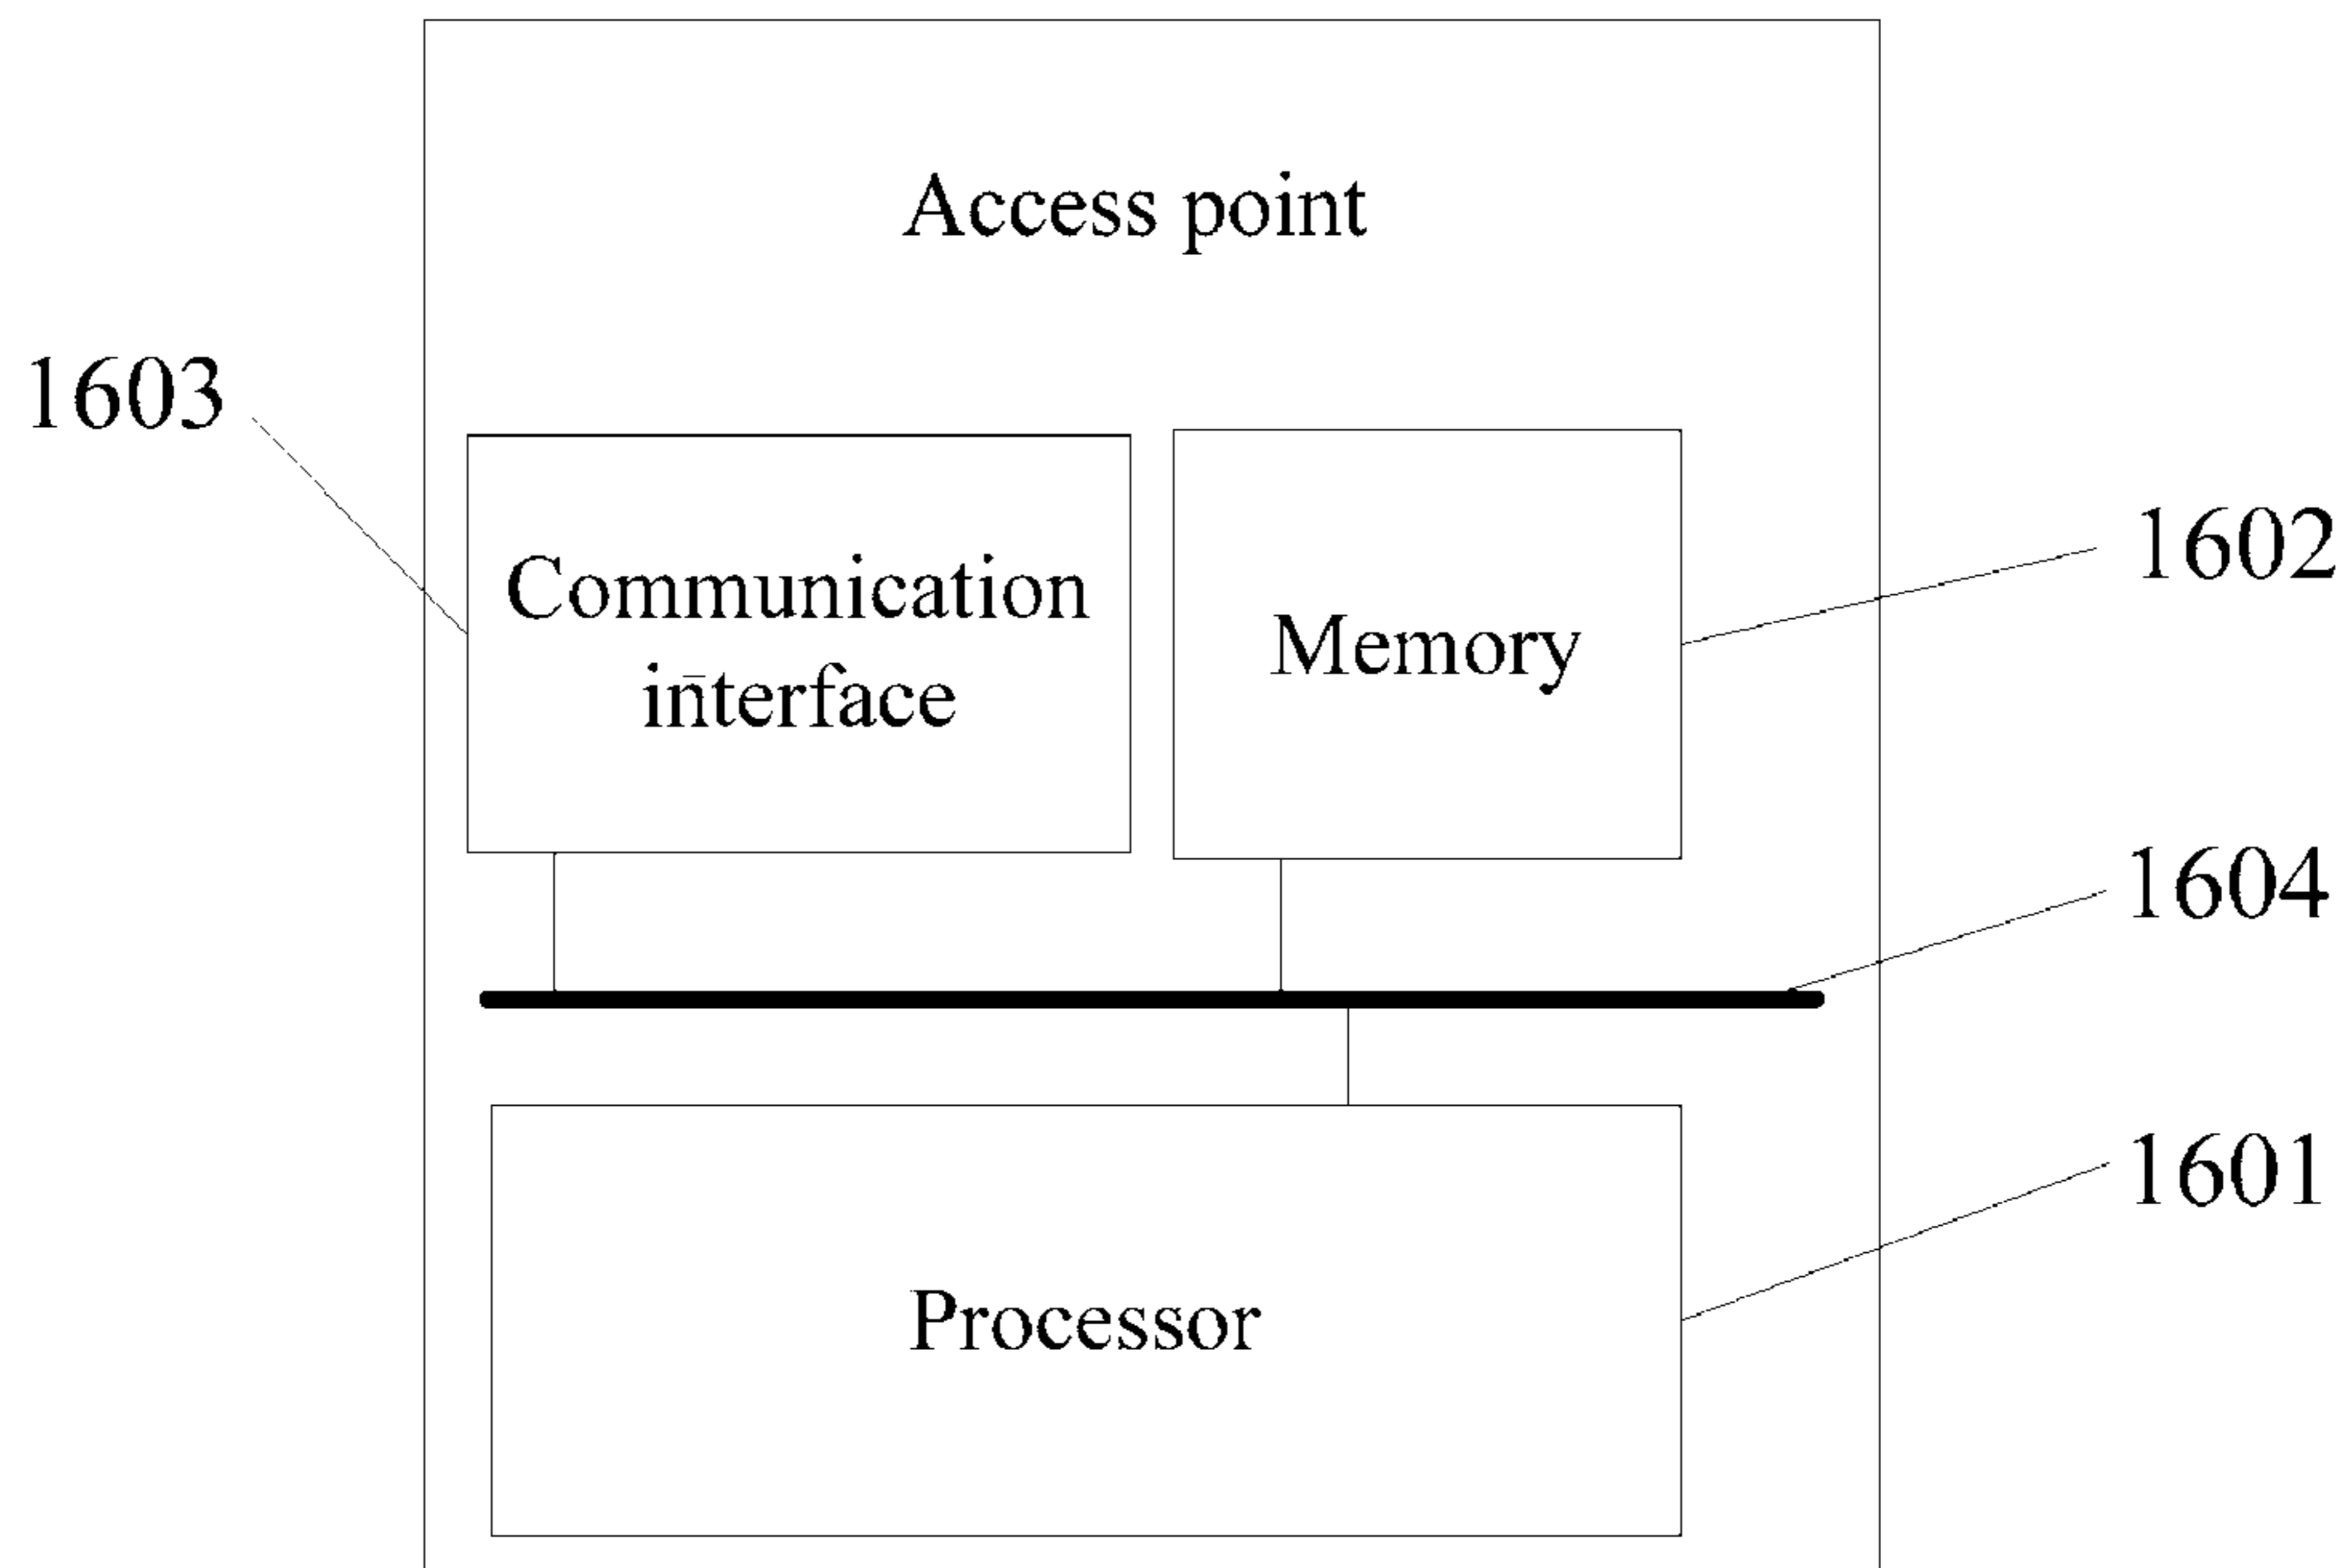 Access point
1603
Communication
interface
Memory
1602
1604
1601
Processor